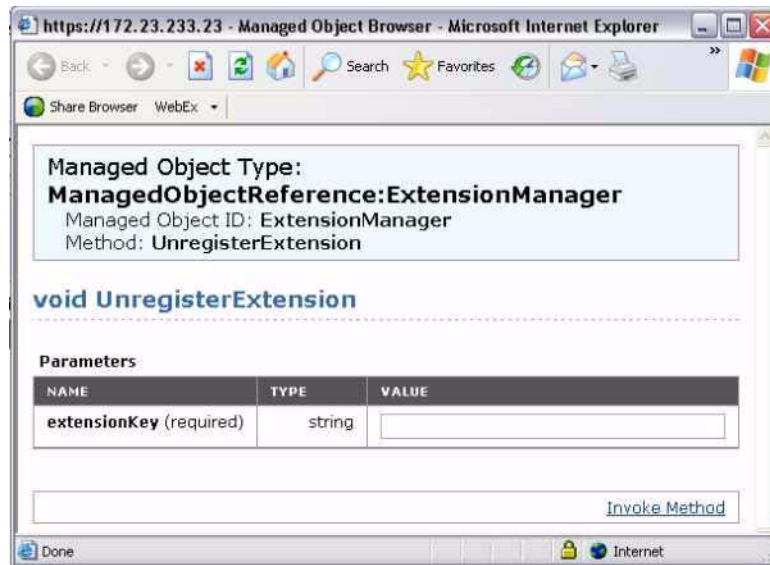 https://172.23.233.23 - Managed Object Browser - Microsoft Internet Explorer
Back Search Favorites »
Share Browser WebEx
Managed Object Type:
ManagedObjectReference:ExtensionManager
Managed Object ID: ExtensionManager
Method: UnregisterExtension
void UnregisterExtension
Parameters
NAME TYPE VALUE
extensionKey (required) string
Invoke Method
Done Internet